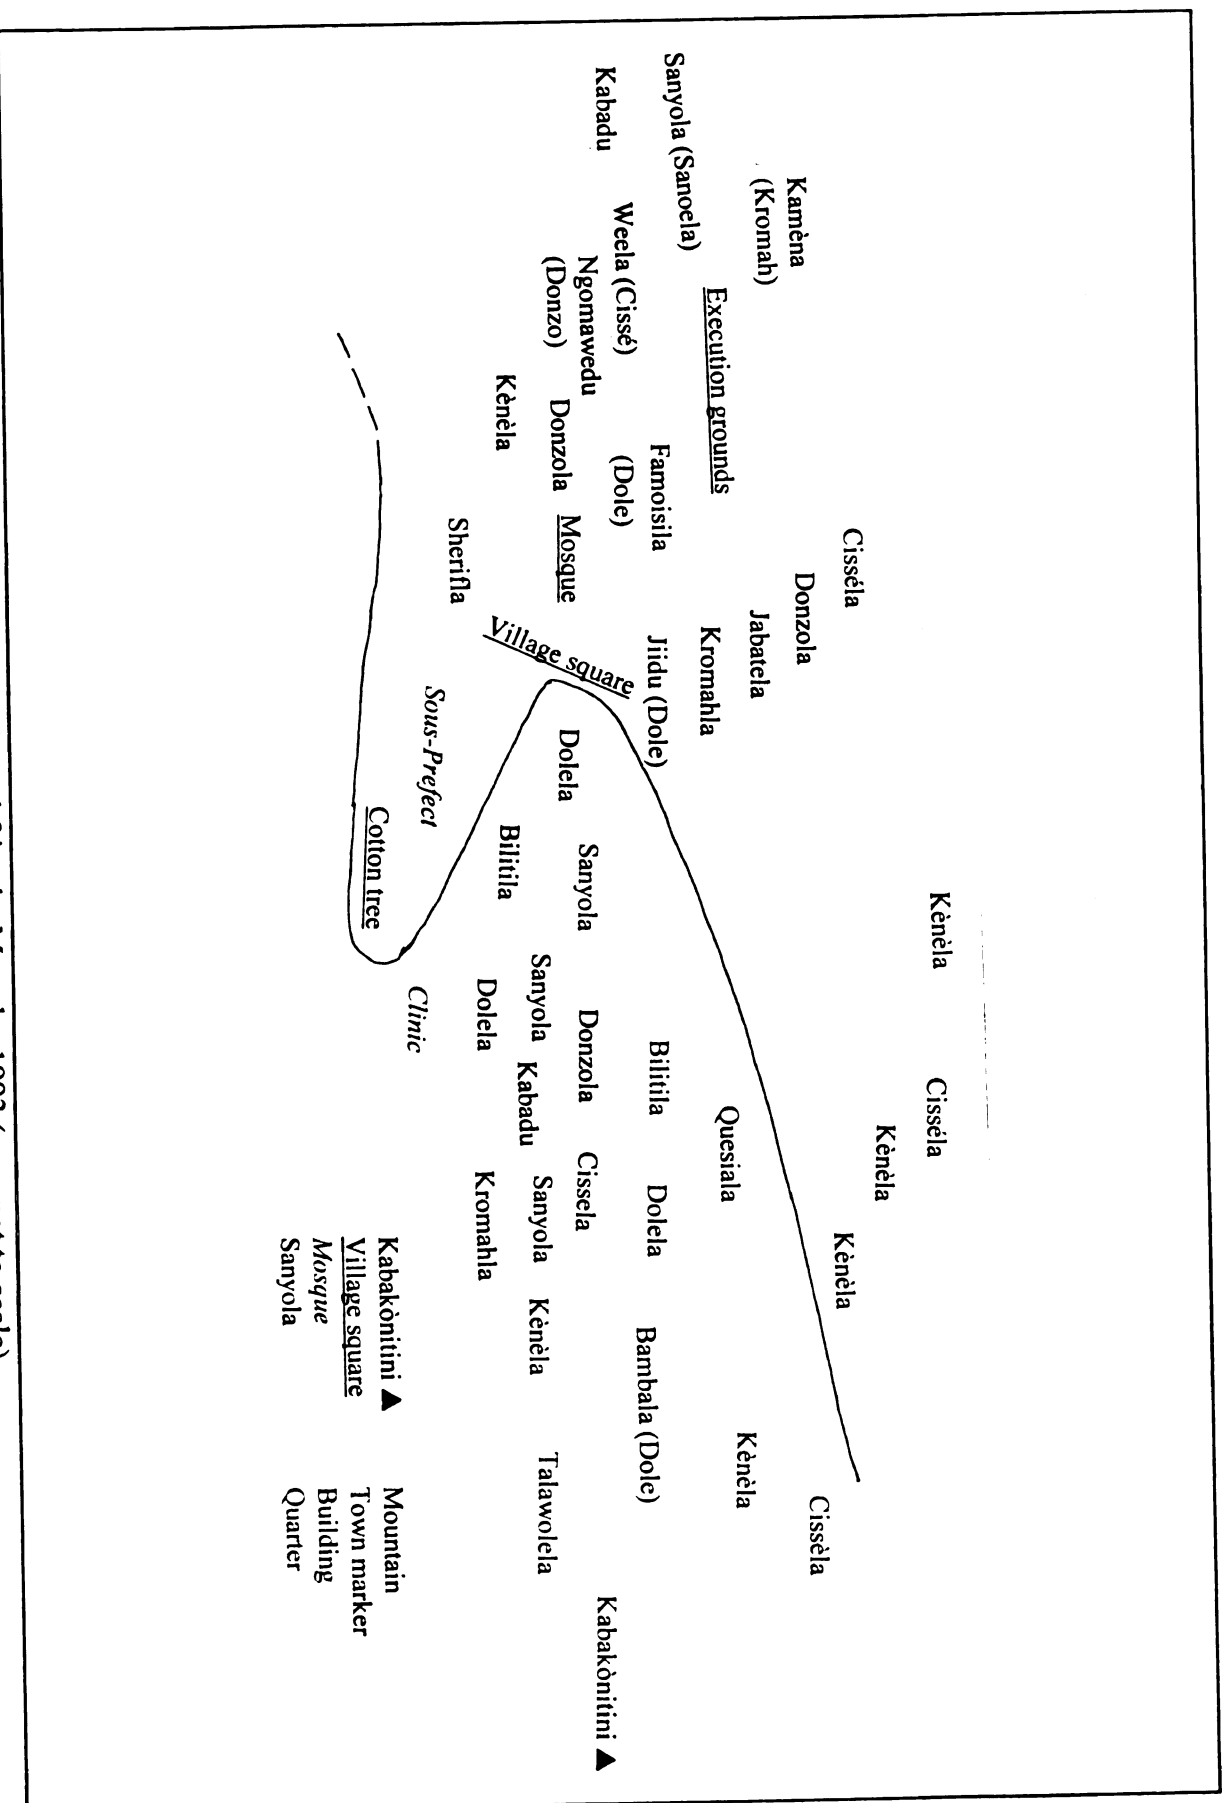 Kènèla Cisséla
Kènèla
Cisséla Kènèla
Donzola Cissèla
Kamèna
(Kromah) Jabatela Kènèla
Execution grounds Kromahla Quesiala
Sanyola (Sanoela) Famoisila Jiidu (Dole) Bilitila Dolela Bambala (Dole)
Weela (Cissé) (Dole)
Kabadu Kabakònitini ▲
Ngomawedu Village square Sanyola Donzola Cissela
(Donzo) Donzola Mosque Dolela
Sanyola Sanyola Kènèla Talawolela
Kabadu
Kènèla Bilitila
Dolela Kromahla
Sherifla
Sous-Prefect
Clinic
Cotton tree
Kabakònitini ▲ Mountain
Village square Town marker
Mosque Building
Sanyola Quarter